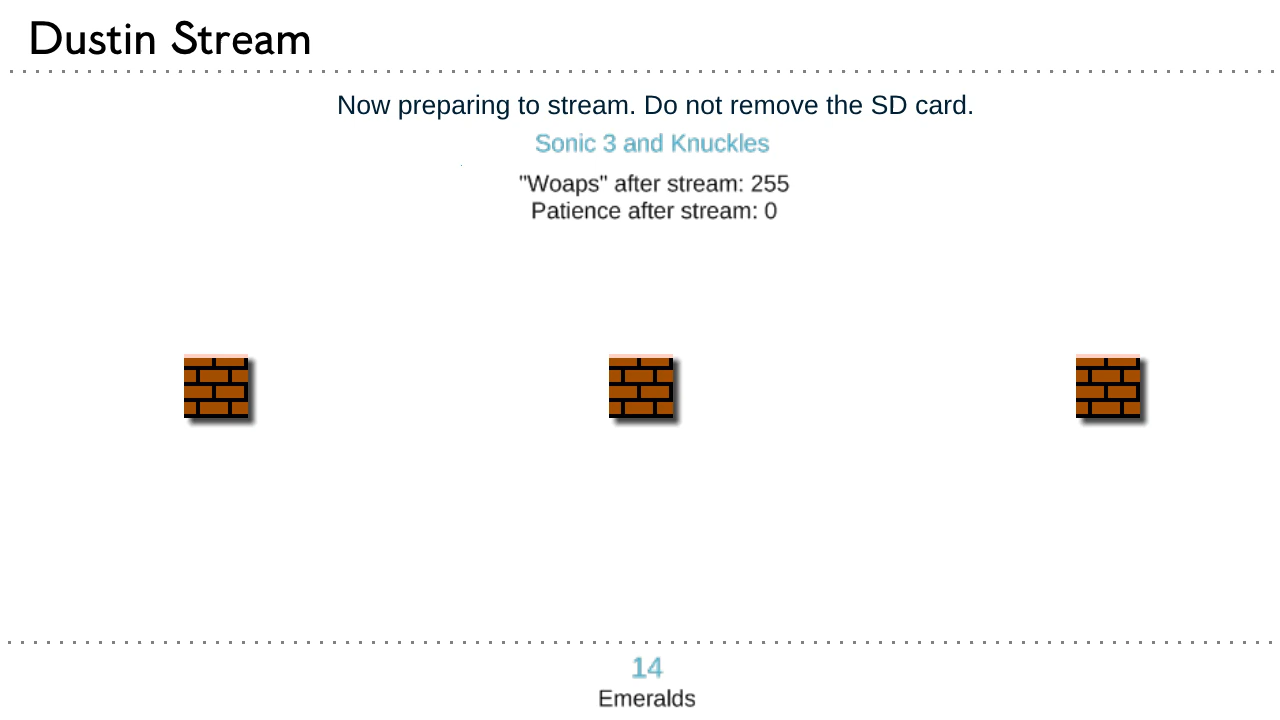 Dustin Stream
Now preparing to stream. Do not remove the SD card.
Sonic 3 and Knuckles
"Woaps" after stream: 255
Patience after stream: 0
14
Emeralds